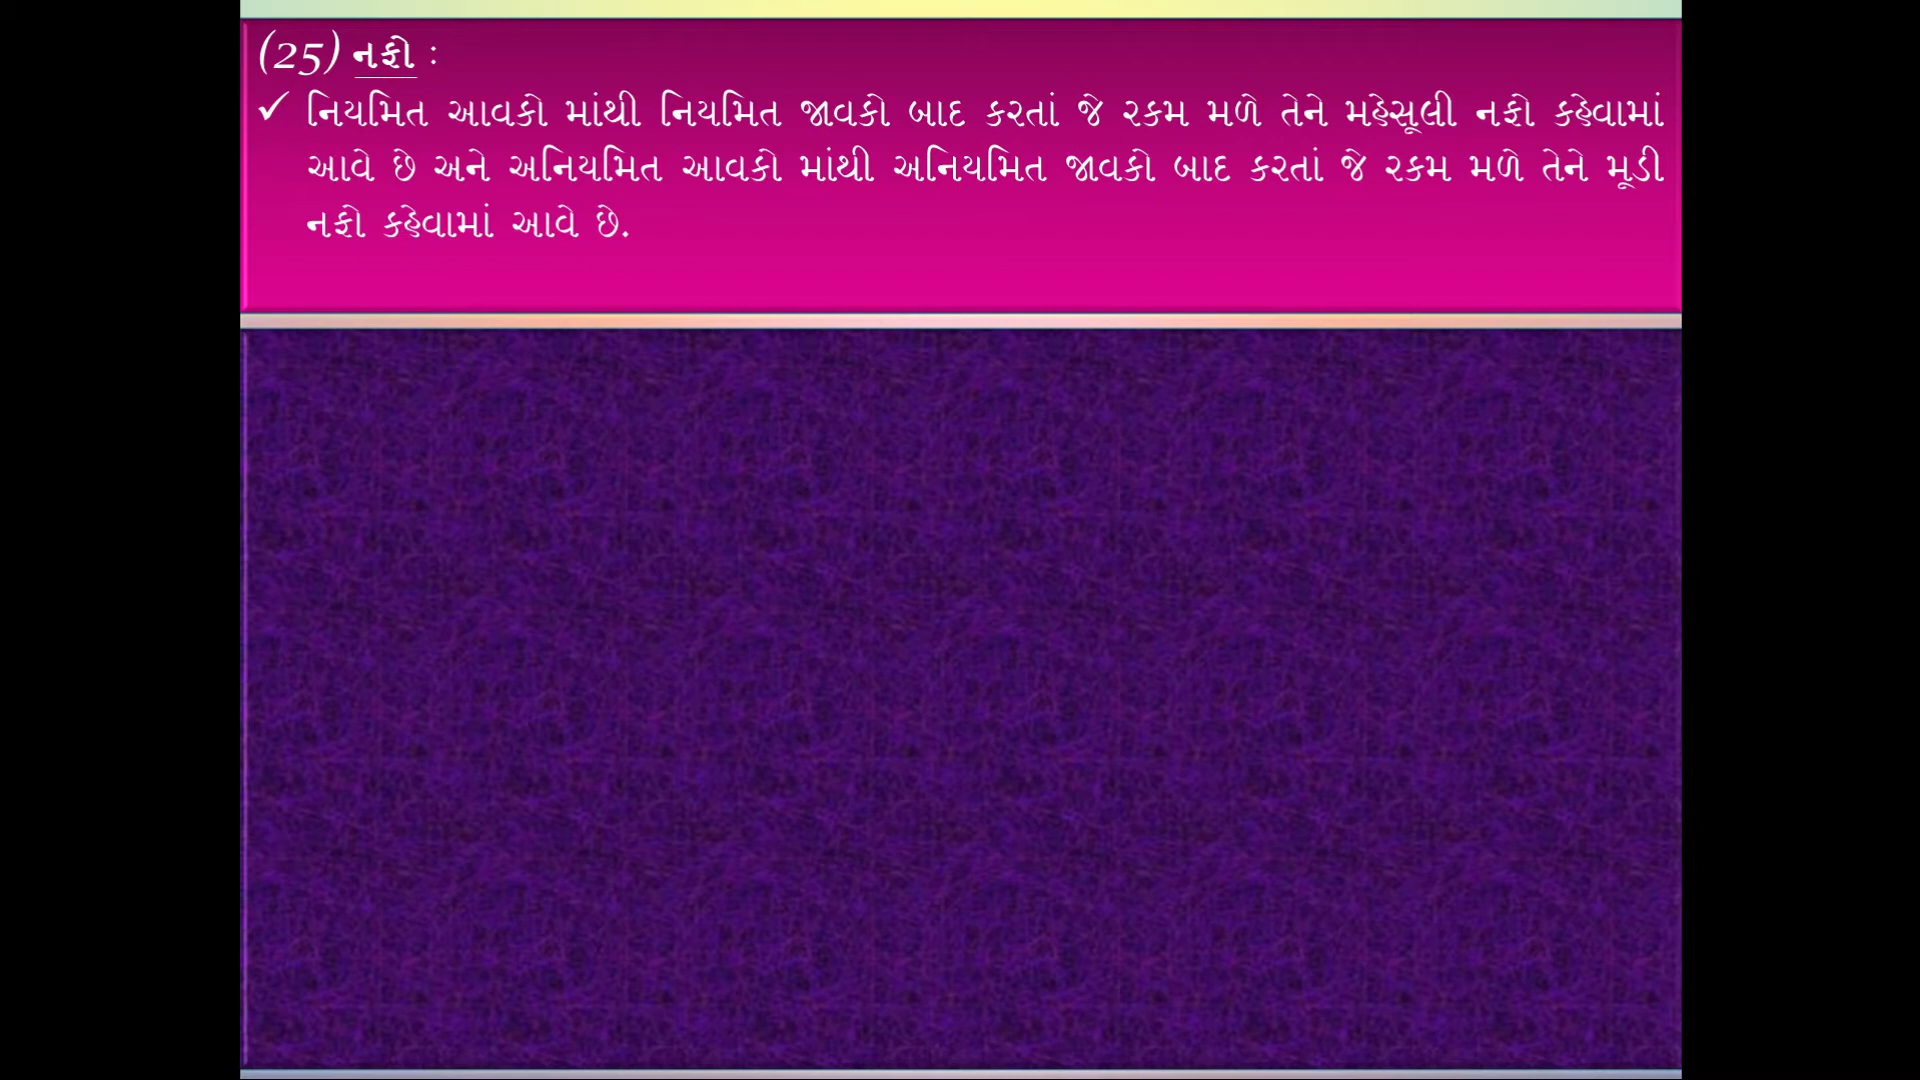 (25) નફો :
✓ નિયમિત આવકો માંથી નિયમિત જાવકો બાદ કરતાં જે રકમ મળે તેને મહેસૂલી નફો કહેવામાં
આવે છે અને અનિયમિત આવકો માંથી અનિયમિત જાવકો બાદ કરતાં જે રકમ મળે તેને મૂડી
નફો કહેવામાં આવે છે.